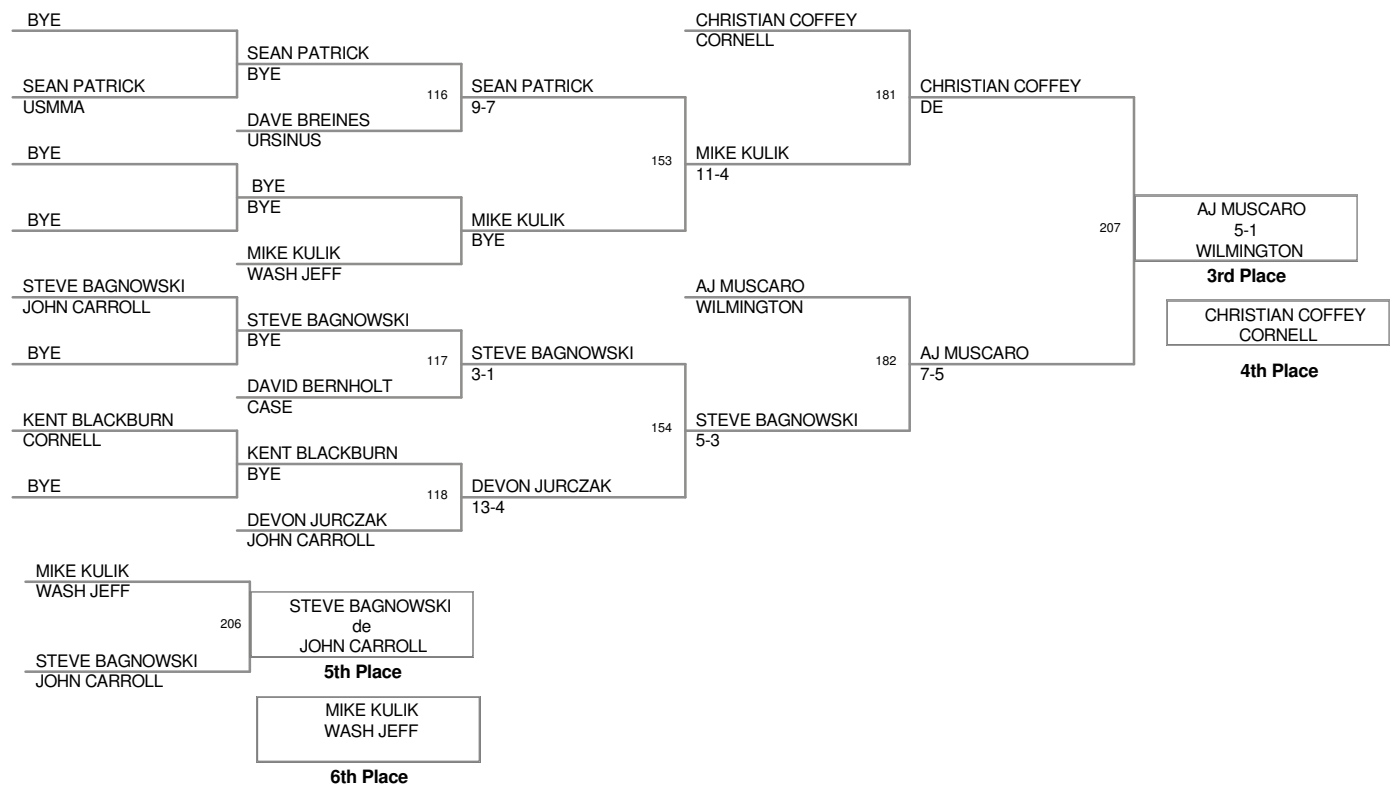 BYE
SEAN PATRICK
USMMA
BYE
BYE
STEVE BAGNOWSKI
JOHN CARROLL
BYE
KENT BLACKBURN
CORNELL
BYE
SEAN PATRICK
BYE
116
DAVE BREINES
URSINUS
BYE
BYE
MIKE KULIK
WASH JEFF
STEVE BAGNOWSKI
BYE
117
DAVID BERNHOLT
CASE
KENT BLACKBURN
BYE
118
DEVON JURCZAK
JOHN CARROLL
SEAN PATRICK
9-7
153
MIKE KULIK
BYE
STEVE BAGNOWSKI
3-1
154
DEVON JURCZAK
13-4
CHRISTIAN COFFEY
CORNELL
181
MIKE KULIK
11-4
AJ MUSCARO
WILMINGTON
182
STEVE BAGNOWSKI
5-3
CHRISTIAN COFFEY
DE
207
AJ MUSCARO
7-5
AJ MUSCARO
5-1
WILMINGTON
3rd Place
CHRISTIAN COFFEY
CORNELL
4th Place
MIKE KULIK
WASH JEFF
206
STEVE BAGNOWSKI
JOHN CARROLL
STEVE BAGNOWSKI
de
JOHN CARROLL
5th Place
MIKE KULIK
WASH JEFF
6th Place